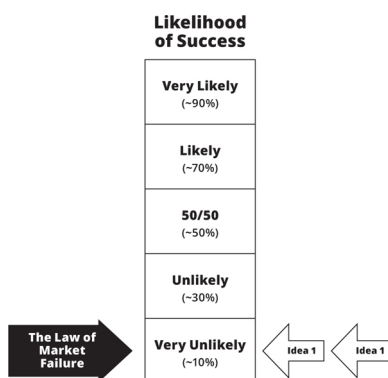 Likelihood
of Success
Very Likely
(~90%)
Likely
(~70%)
50/50
(~50%)
Unlikely
(~30%)
The Law of
Market
Failure
Very Unlikely
(~10%)
Idea 1
Idea 1